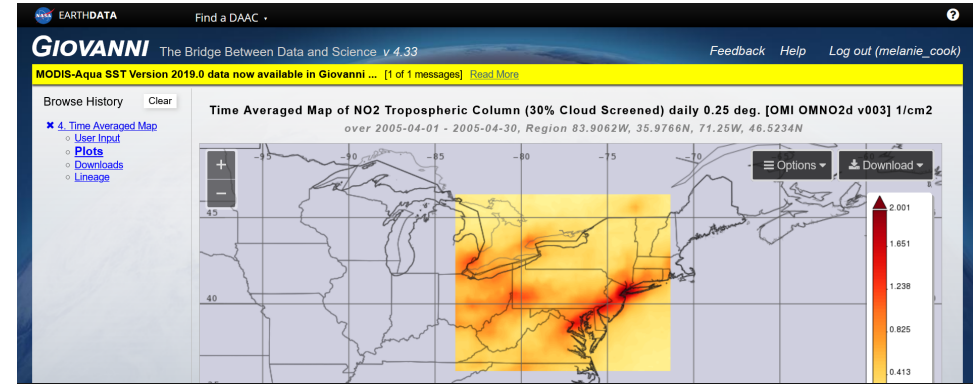 NASA EARTHDATA Find a DAAC ?
GIOVANNI The Bridge Between Data and Science v 4.33 Feedback Help Log out (melanie_cook)
MODIS-Aqua SST Version 2019.0 data now available in Giovanni ... [1 of 1 messages] Read More
Browse History Clear
4. Time Averaged Map
User Input
Plots
Downloads
Lineage
Time Averaged Map of NO2 Tropospheric Column (30% Cloud Screened) daily 0.25 deg. [OMI OMNO2d v003] 1/cm2
over 2005-04-01 - 2005-04-30, Region 83.9062W, 35.9766N, 71.25W, 46.5234N
+
−
-95 -90 -85 -80 -75 -70
Options Download
45
40
2.001
1.651
1.238
0.825
0.413